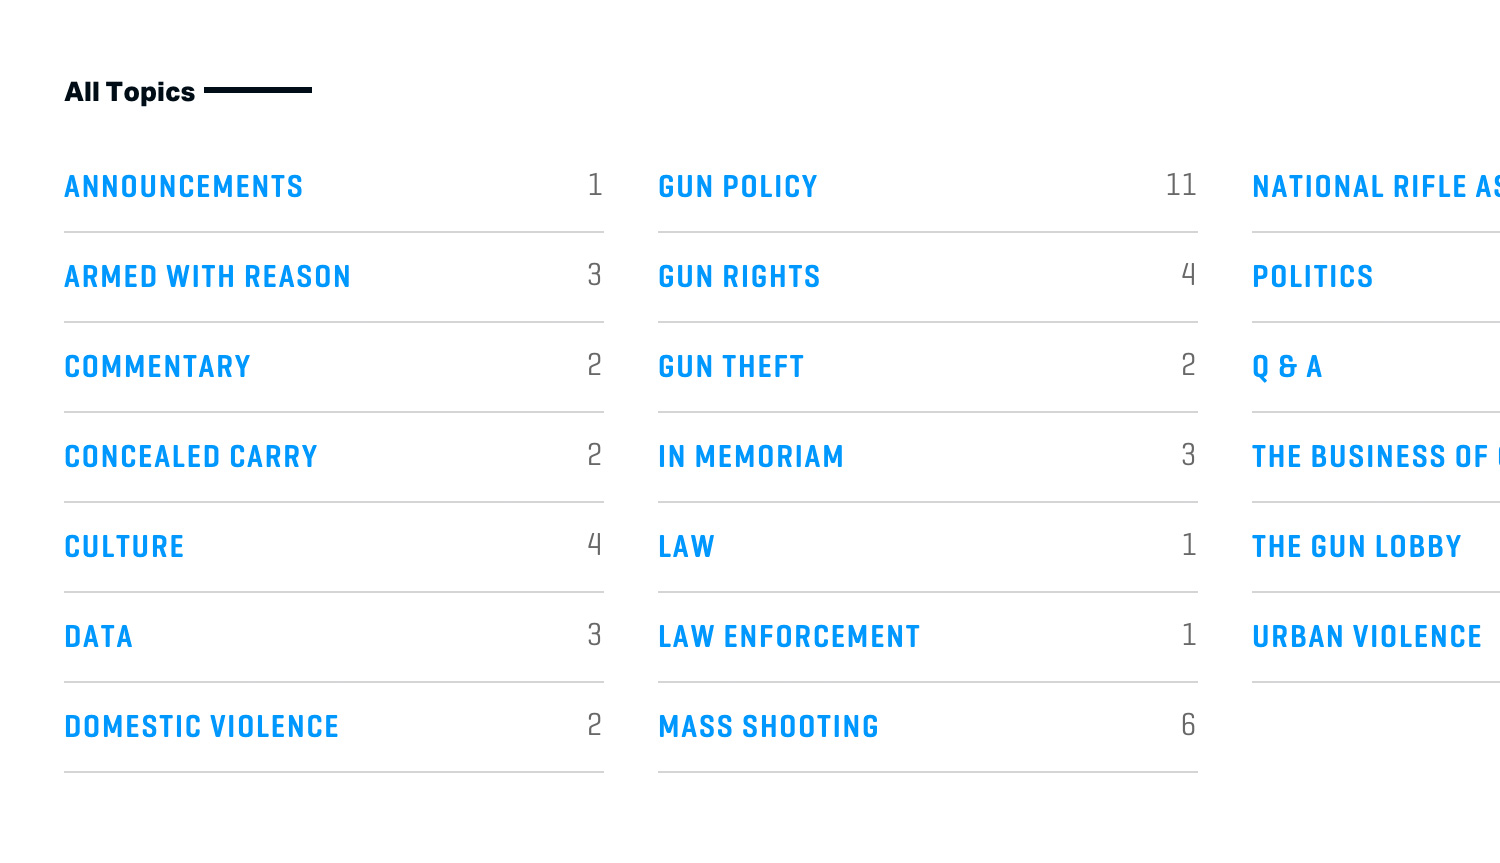 All Topics
ANNOUNCEMENTS 1
ARMED WITH REASON 3
COMMENTARY 2
CONCEALED CARRY 2
CULTURE 4
DATA 3
DOMESTIC VIOLENCE 2
GUN POLICY 11
GUN RIGHTS 4
GUN THEFT 2
IN MEMORIAM 3
LAW 1
LAW ENFORCEMENT 1
MASS SHOOTING 6
NATIONAL RIFLE
POLITICS
Q & A
THE BUSINESS OF
THE GUN LOBBY
URBAN VIOLENCE